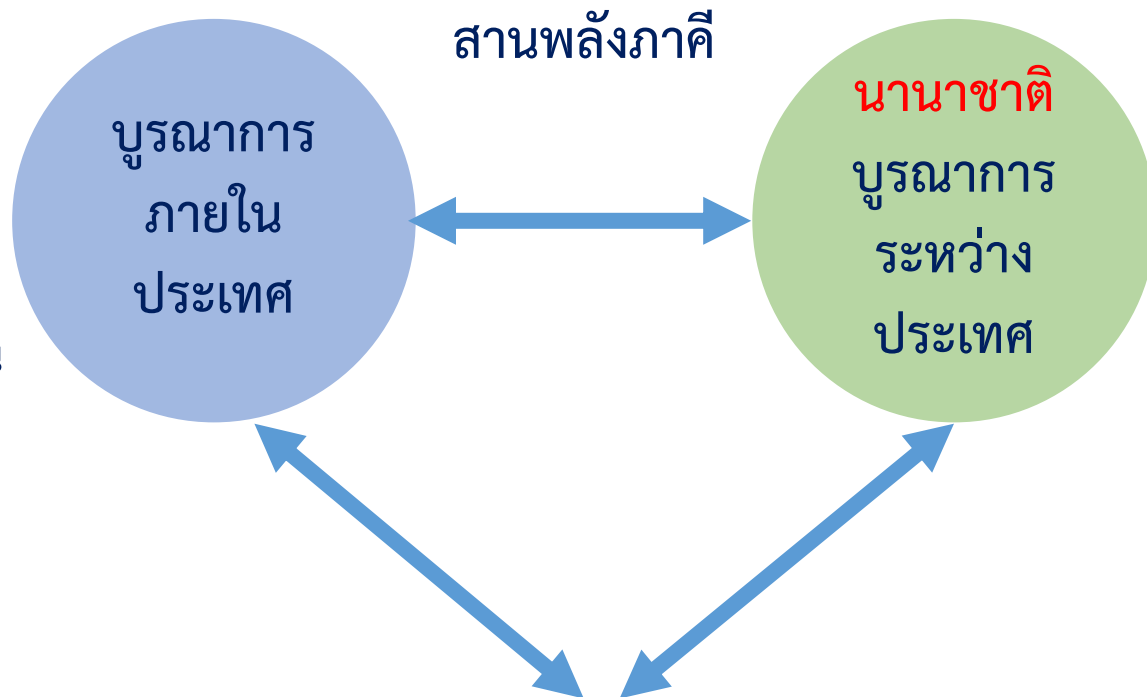 สานพลังภาคี
บูรณาการ
ภายใน
ประเทศ
นานาชาติ
บูรณาการ
ระหว่าง
ประเทศ